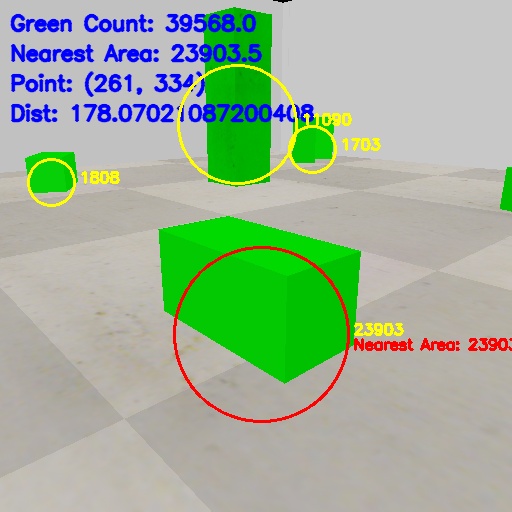 Green Count: 39568.0
Nearest Area: 23903.5
Point: (261, 334)
Dist: 178.07021087200408
11090
1703
1808
23903
Nearest Area: 23903